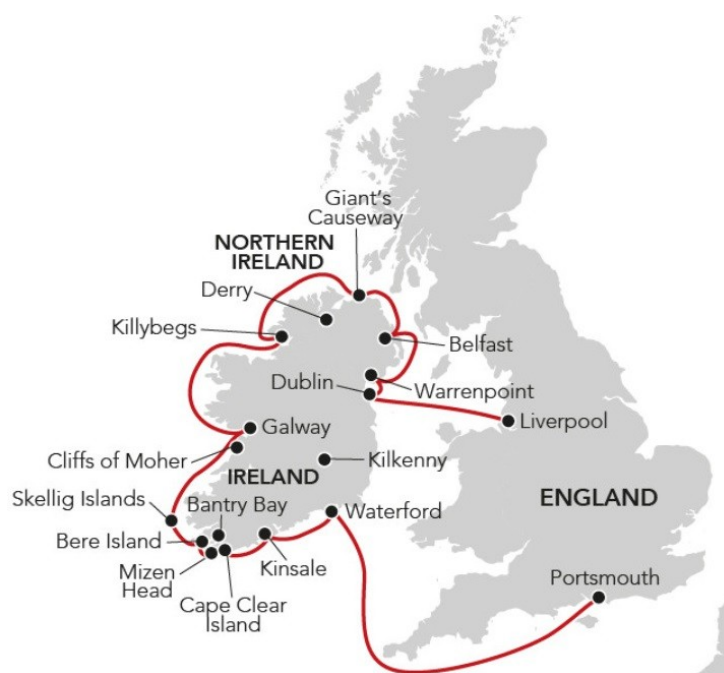 Giant's
Causeway
NORTHERN
IRELAND
Derry
Killybegs
Belfast
Dublin
Warrenpoint
Liverpool
Galway
Cliffs of Moher
Kilkenny
IRELAND
ENGLAND
Skellig Islands
Bantry Bay
Waterford
Bere Island
Kinsale
Mizen
Head
Cape Clear
Island
Portsmouth